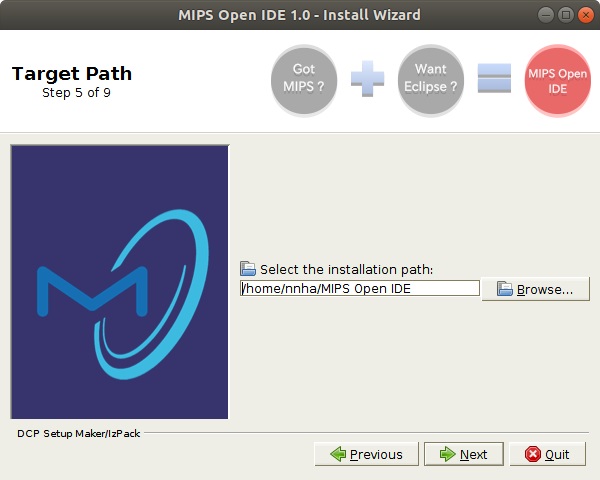 MIPS Open IDE 1.0 - Install Wizard
Target Path
Step 5 of 9
Got
MIPS ?
Want
Eclipse ?
MIPS Open
IDE
Select the installation path:
/home/nnha/MIPS Open IDE
Browse...
DCP Setup Maker/IzPack
Previous
Next
Quit